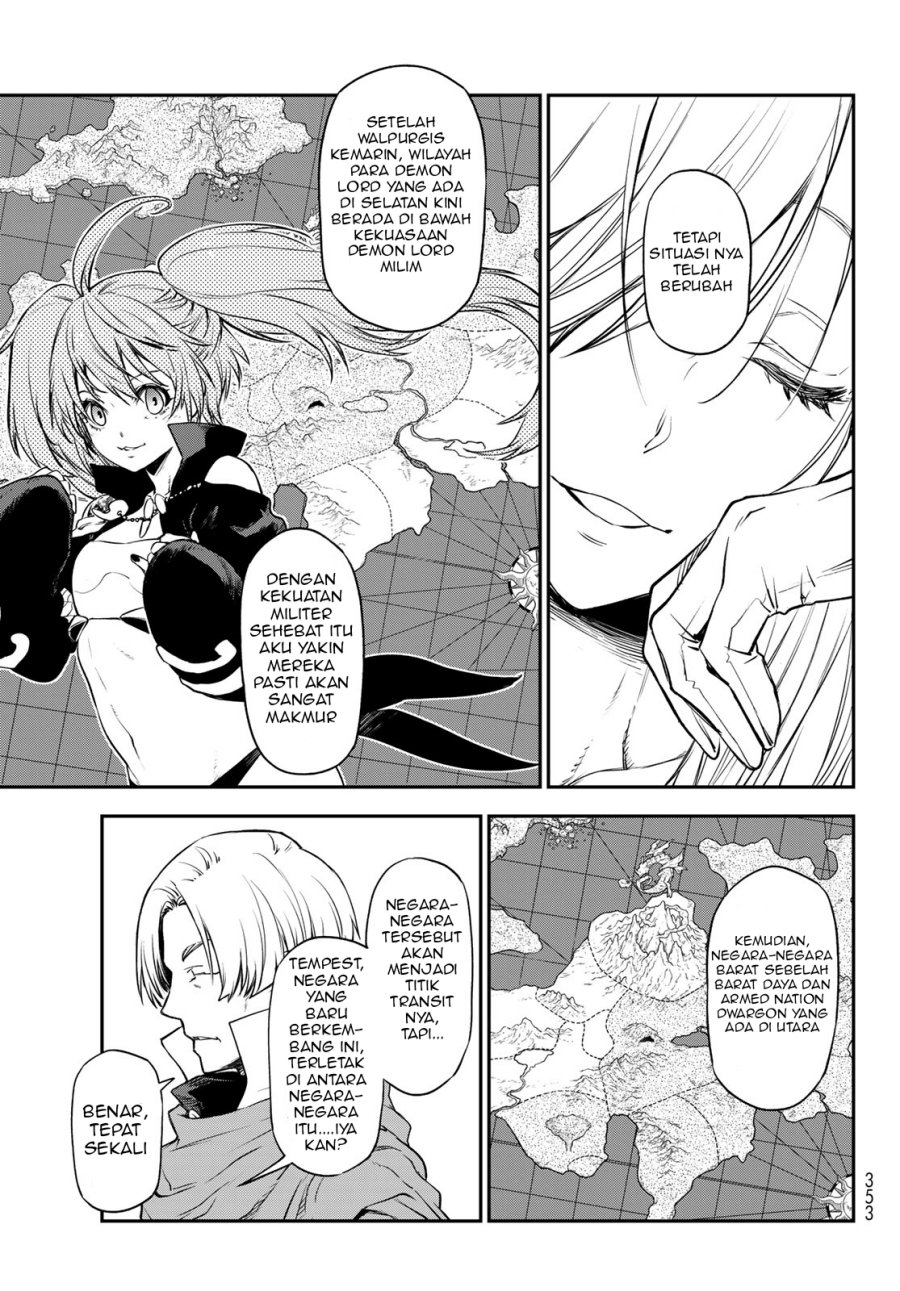 TETAPI
SITUASI NYA
TELAH
BERUBAH
SETELAH
WALPURGIS
KEMARIN, WILAYAH
PARA DEMON
LORD YANG ADA
DI SELATAN KINI
BERADA DI BAWAH
KEKUASAAN
DEMON LORD
MILIM
DENGAN
KEKUATAN
MILITER
SEHEBAT ITU
AKU YAKIN
MEREKA
PASTI AKAN
SANGAT
MAKMUR
KEMUDIAN,
NEGARA-NEGARA
BARAT SEBELAH
BARAT DAYA DAN
ARMED NATION
DWARGON YANG
ADA DI UTARA
NEGARA-
NEGARA
TERSEBUT
AKAN
MENJADI
TITIK
TRANSIT
NYA,
TAPI...
TEMPEST,
NEGARA
YANG
BARU
BERKEM-
BANG INI,
TERLETAK
DI ANTARA
NEGARA-
NEGARA
ITU....IYA
KAN?
BENAR,
TEPAT
SEKALI
353